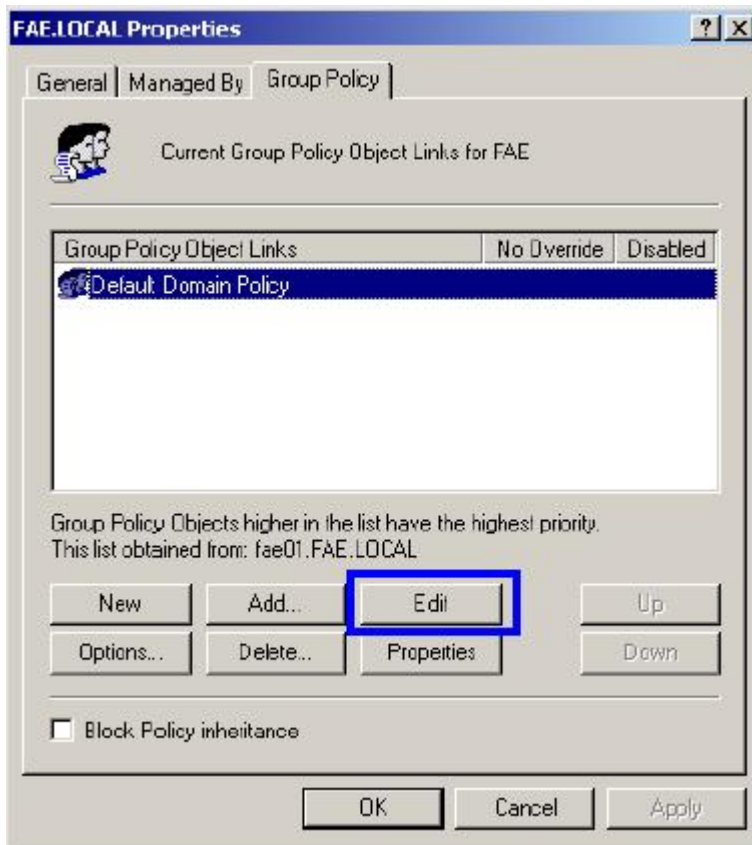 FAE.LOCAL Properties
General Managed By Group Policy
Current Group Policy Object Links for FAE
Group Policy Object Links No Override Disabled
Default Domain Policy
Group Policy Objects higher in the list have the highest priority.
This list obtained from: fae01.FAE.LOCAL
New Add... Edit Up
Options... Delete... Properties Down
Block Policy inheritance
OK Cancel Apply